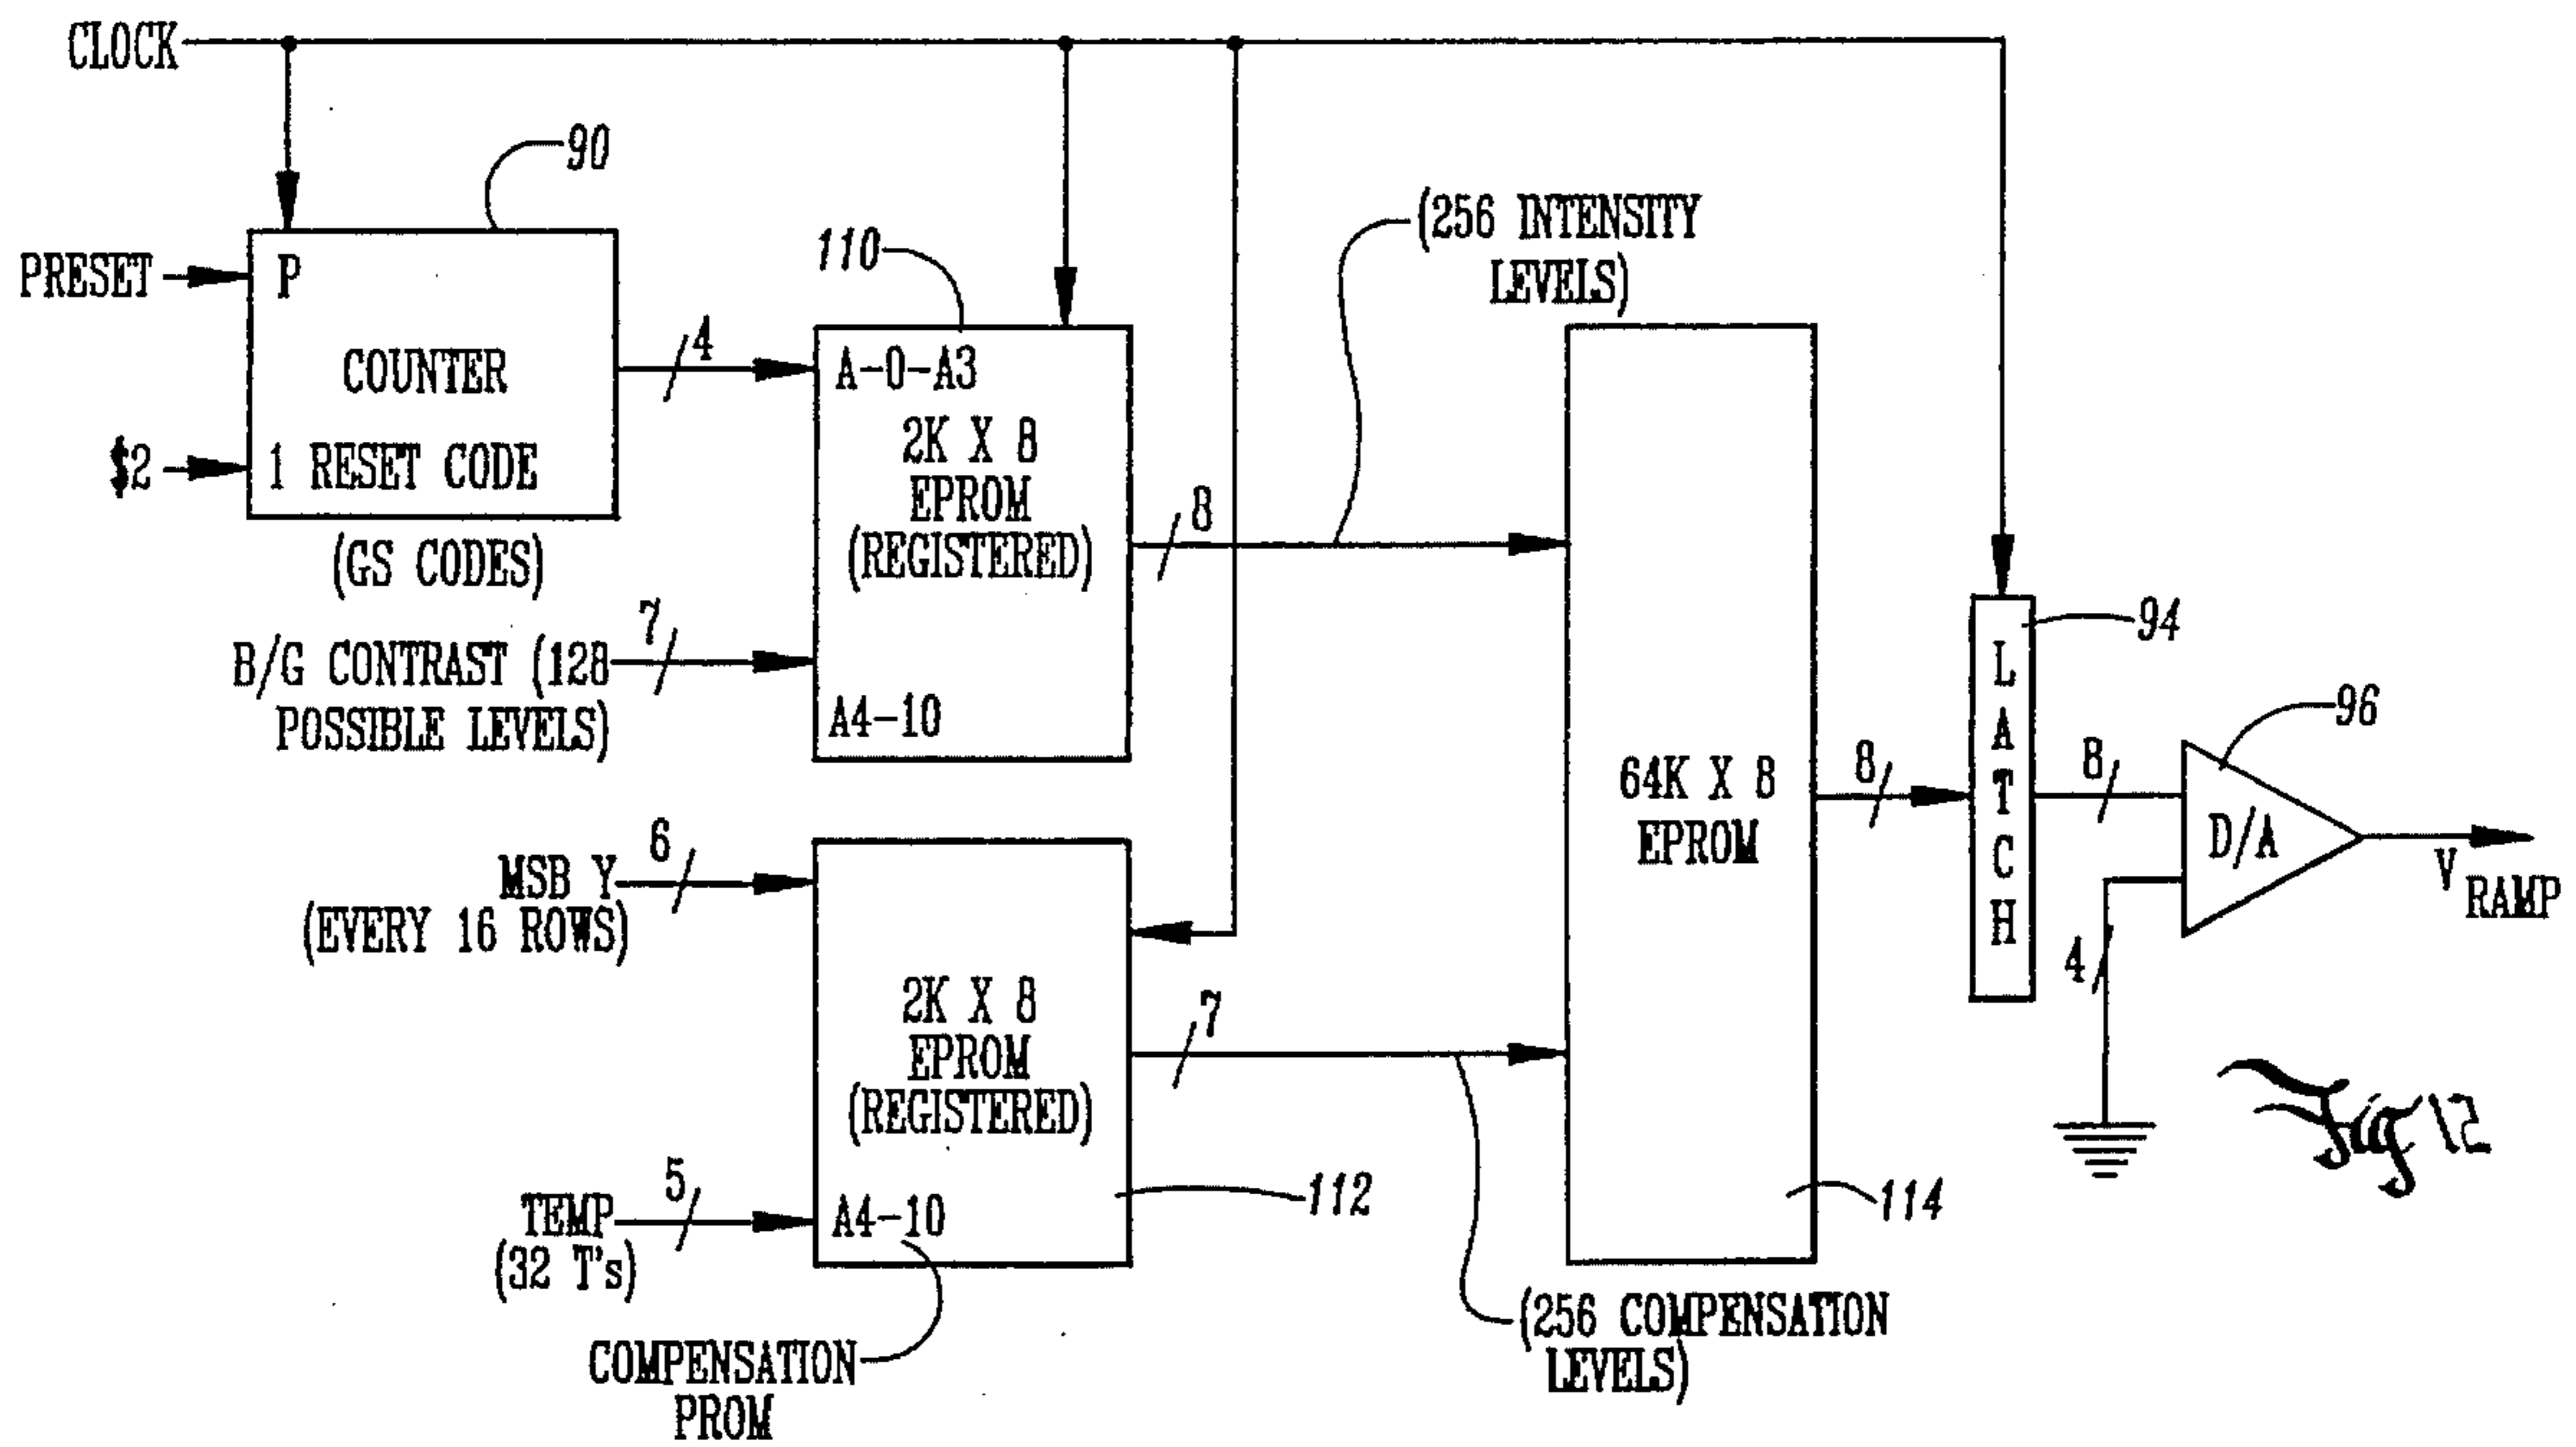 CLOCK
90
PRESET
P
COUNTER
$2
1 RESET CODE
(GS CODES)
4
110
A-0-A3
2K X 8
EPROM
(REGISTERED)
7
B/G CONTRAST (128
POSSIBLE LEVELS)
A4-10
8
(256 INTENSITY
LEVELS)
6
MSB Y
(EVERY 16 ROWS)
2K X 8
EPROM
(REGISTERED)
7
5
TEMP
(32 T's)
A4-10
112
COMPENSATION
PROM
64K X 8
EPROM
114
(256 COMPENSATION
LEVELS)
8
94
LATCH
8
96
D/A
4
V RAMP
Fig 12